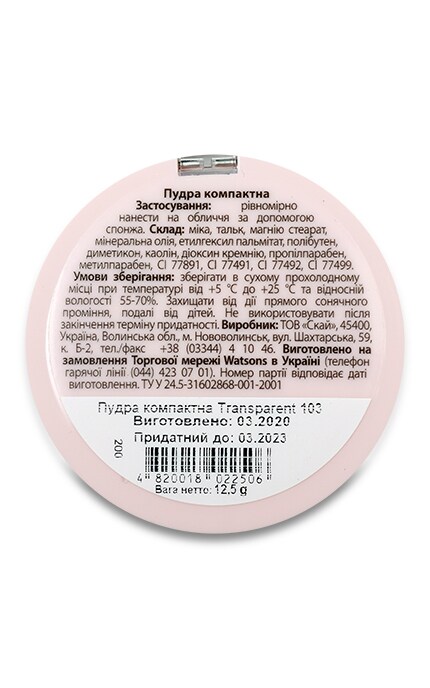 Пудра компактна
Застосування: рівномірно
нанести на обличчя за допомогою
спонжа. Склад: міка, тальк, магнію стеарат,
мінеральна олія, етилгексил пальмітат, полібутен,
диметикон, каолін, діоксин кремнію, пропілпарабен,
метилпарабен, CI 77891, CI 77491, CI 77492, CI 77499.
Умови зберігання: зберігати в сухому прохолодному
місці при температурі від +5 °С до +25 °С та відносній
вологості 55-70%. Захищати від дії прямого сонячного
проміння, подалі від дітей. Не використовувати після
закінчення терміну придатності. Виробник: ТОВ «Скай», 45400,
Україна, Волинська обл., м. Нововолинськ, вул. Шахтарська, 59,
к. Б-2, тел./факс +38 (03344) 4 10 46. Виготовлено на
замовлення Торгової мережі Watsons в Україні (телефон
гарячої лінії (044) 423 07 01). Номер партії відповідає даті
виготовлення. ТУ У 24.5-31602868-001-2001
Пудра компактна Transparent 103
Виготовлено: 03.2020
Придатний до: 03.2023
200
4 820018 022506
Вага нетто: 12,5 g